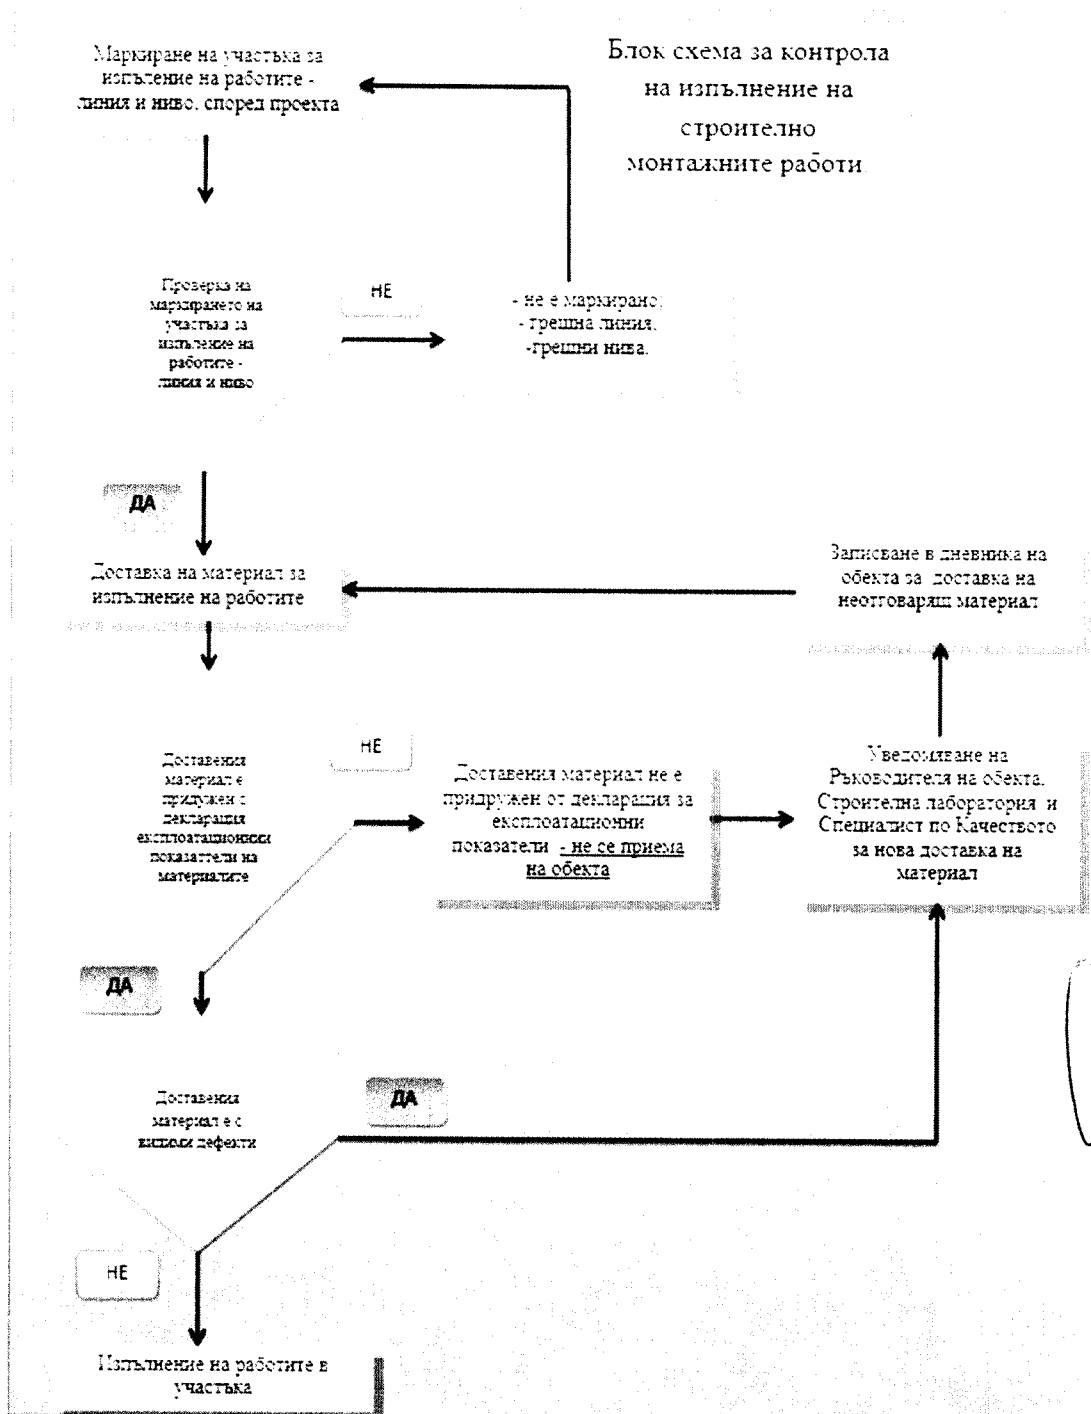 Блок схема за контрола
на изпълнение на
строително
монтажните работи
Маркиране на участъка за
изпъление на работите -
линия и ниво, според проекта
Проверка на
маркирането на
участъка за
изпъление на
работите -
линия и ниво
НЕ
- не е маркирано;
- грешна линия;
-грешни нива.
ДА
Доставка на материал за
изпълнение на работите
Записване в дневника на
обекта за доставка на
неотговарящ материал
Доставения
материал е
придужен с
декларация
експлоатационни
показатели на
материалите
НЕ
Доставения материал не е
придружен от декларация за
експлоатационни
показатели - не се приема
на обекта
Уведомяване на
Ръководителя на обекта.
Строителна лаборатория и
Специалист по Качеството
за нова доставка на
материал
ДА
Доставения
материал е с
видими дефекти
ДА
НЕ
Изпълнение на работите в
участъка